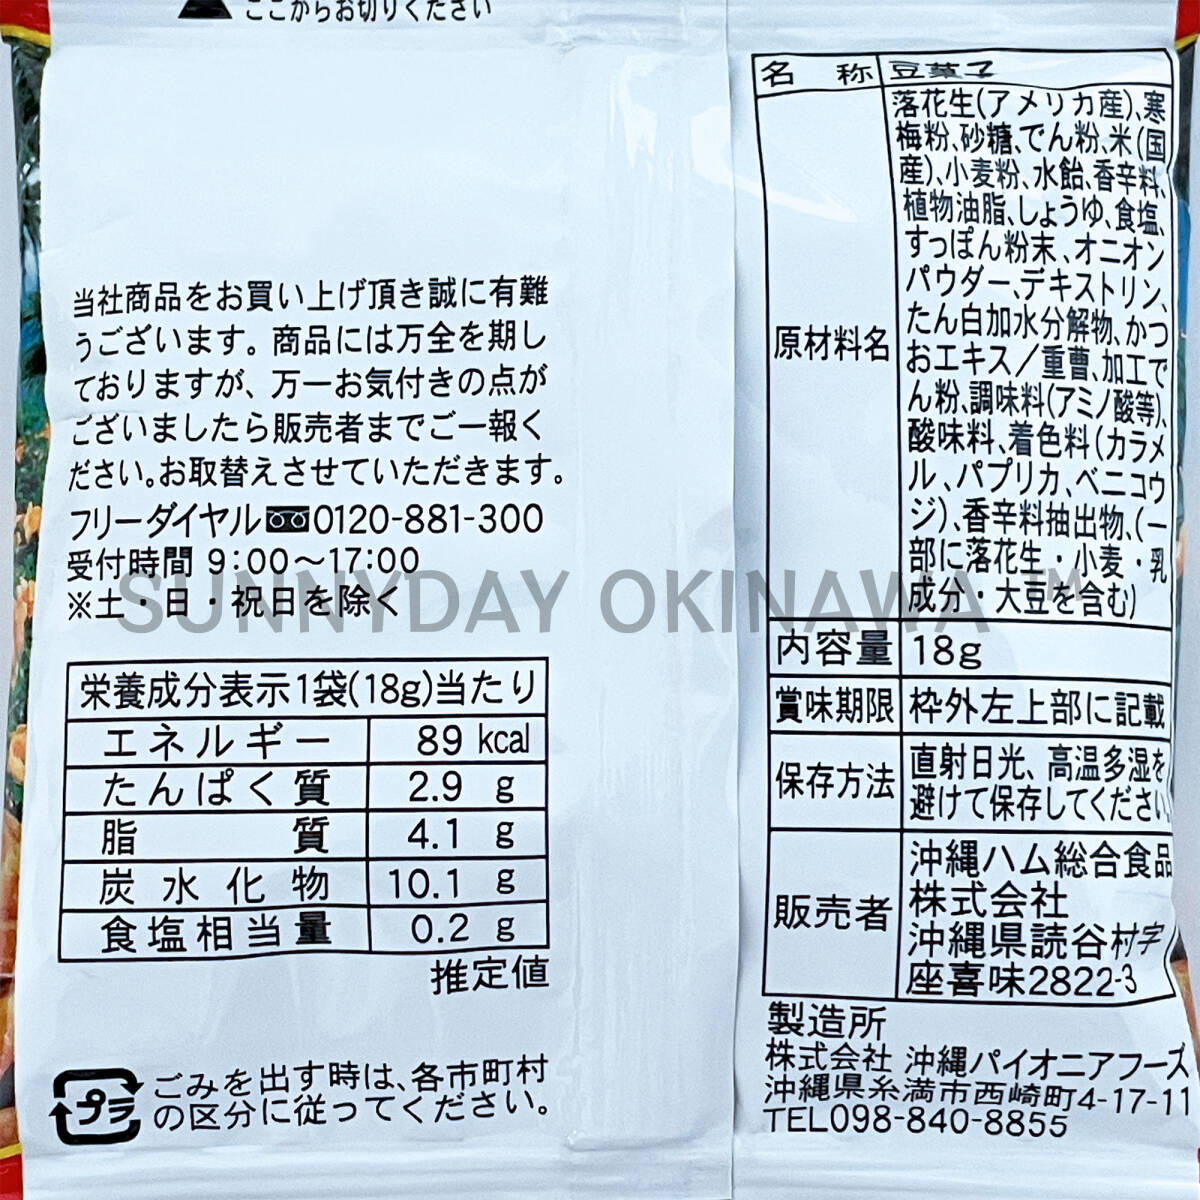 ここからお切りください
当社商品をお買い上げ頂き誠に有難
うございます。商品には万全を期し
ておりますが、万一お気付きの点が
ございましたら販売者までご一報く
ださい。お取替えさせていただきます。
フリーダイヤル 0120-881-300
受付時間 9:00〜17:00
※土・日・祝日を除く
SUNNYDAY OKINAWA ™
栄養成分表示1袋(18g)当たり
エネルギー 89 kcal
たんぱく質 2.9 g
脂質 4.1 g
炭水化物 10.1 g
食塩相当量 0.2 g
推定値
プラ
ごみを出す時は、各市町村
の区分に従ってください。
名称 豆菓子
原材料名
落花生(アメリカ産)、寒
梅粉、砂糖、でん粉、米(国
産)、小麦粉、水飴、香辛料、
植物油脂、しょうゆ、食塩、
すっぽん粉末、オニオン
パウダー、デキストリン、
たん白加水分解物、かつ
おエキス/重曹、加工で
ん粉、調味料(アミノ酸等)、
酸味料、着色料(カラメ
ル、パプリカ、ベニコウ
ジ)、香辛料抽出物、(一
部に落花生・小麦・乳
成分・大豆を含む)
内容量 18g
賞味期限 枠外左上部に記載
保存方法
直射日光、高温多湿を
避けて保存してください。
販売者
沖縄ハム総合食品
株式会社
沖縄県読谷村字
座喜味2822-3
製造所
株式会社 沖縄パイオニアフーズ
沖縄県糸満市西崎町4-17-11
TEL098-840-8855